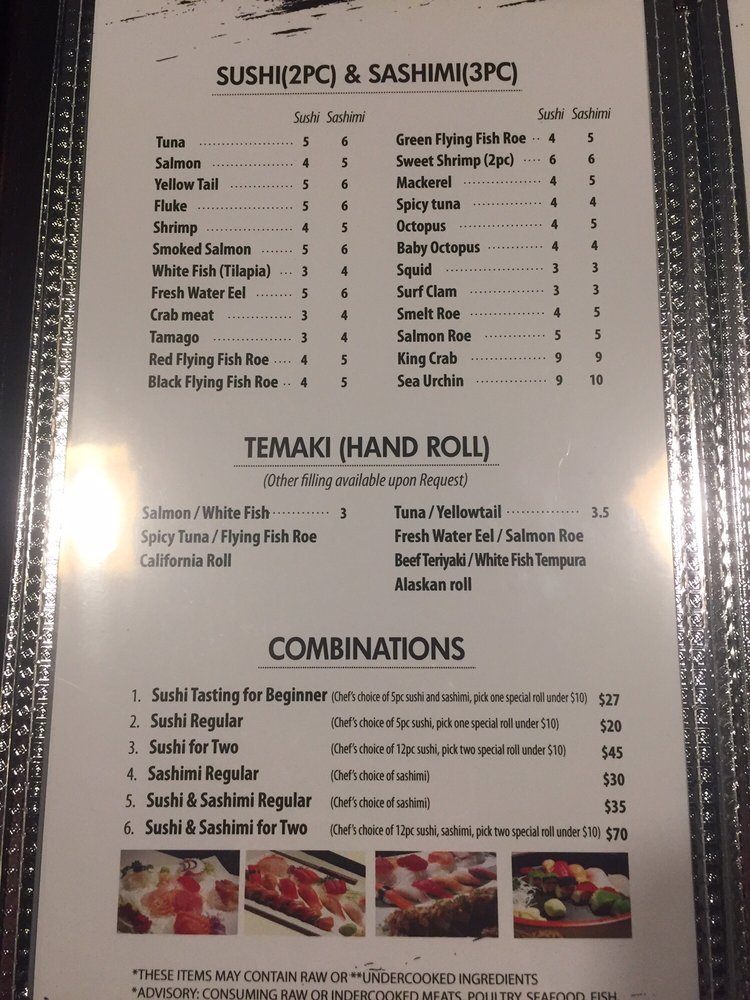 SUSHI(2PC) & SASHIMI(3PC)
Sushi Sashimi
Tuna 5 6
Salmon 4 5
Yellow Tail 5 6
Fluke 5 6
Shrimp 4 5
Smoked Salmon 5 6
White Fish (Tilapia) 3 4
Fresh Water Eel 5 6
Crab meat 3 4
Tamago 3 4
Red Flying Fish Roe 4 5
Black Flying Fish Roe 4 5
Sushi Sashimi
Green Flying Fish Roe 4 5
Sweet Shrimp (2pc) 6 6
Mackerel 4 5
Spicy tuna 4 4
Octopus 4 5
Baby Octopus 4 4
Squid 3 3
Surf Clam 3 3
Smelt Roe 4 5
Salmon Roe 5 5
King Crab 9 9
Sea Urchin 9 10
TEMAKI (HAND ROLL)
(Other filling available upon Request)
Salmon / White Fish 3
Spicy Tuna / Flying Fish Roe
California Roll
Tuna / Yellowtail 3.5
Fresh Water Eel / Salmon Roe
Beef Teriyaki / White Fish Tempura
Alaskan roll
COMBINATIONS
1. Sushi Tasting for Beginner (Chef's choice of 5pc sushi and sashimi, pick one special roll under $10) $27
2. Sushi Regular (Chef's choice of 5pc sushi, pick one special roll under $10) $20
3. Sushi for Two (Chef's choice of 12pc sushi, pick two special roll under $10) $45
4. Sashimi Regular (Chef's choice of sashimi) $30
5. Sushi & Sashimi Regular (Chef's choice of sashimi) $35
6. Sushi & Sashimi for Two (Chef's choice of 12pc sushi, sashimi, pick two special roll under $10) $70
*THESE ITEMS MAY CONTAIN RAW OR **UNDERCOOKED INGREDIENTS
*ADVISORY: CONSUMING RAW OR INDERCOOKED MEATS, POULTRY, SEAFOOD, FISH,